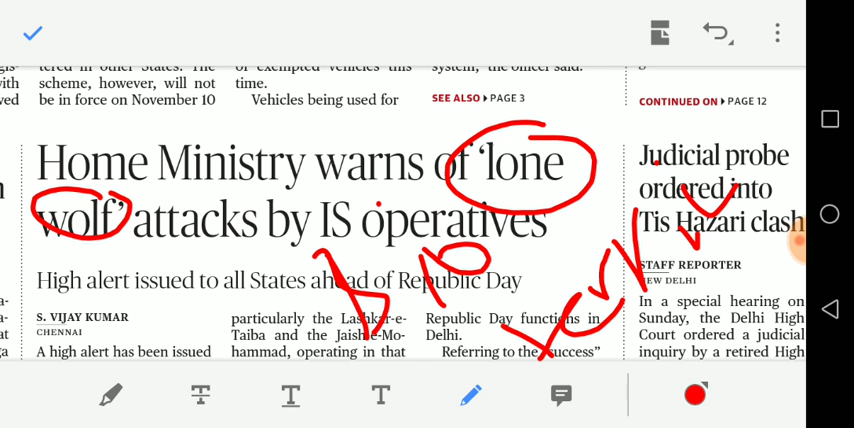 tered in other States. The
scheme, however, will not
be in force on November 10
of exempted vehicles this
time.
Vehicles being used for
system, the officer said.
SEE ALSO PAGE 3
CONTINUED ON PAGE 12
Home Ministry warns of 'lone
wolf' attacks by IS operatives
High alert issued to all States ahead of Republic Day
S. VIJAY KUMAR
CHENNAI
A high alert has been issued
particularly the Lashkar-e-
Taiba and the Jaish-e-Mo-
hammad, operating in that
Republic Day functions in
Delhi.
Referring to the "success"
Judicial probe
ordered into
Tis Hazari clash
STAFF REPORTER
NEW DELHI
In a special hearing on
Sunday, the Delhi High
Court ordered a judicial
inquiry by a retired High